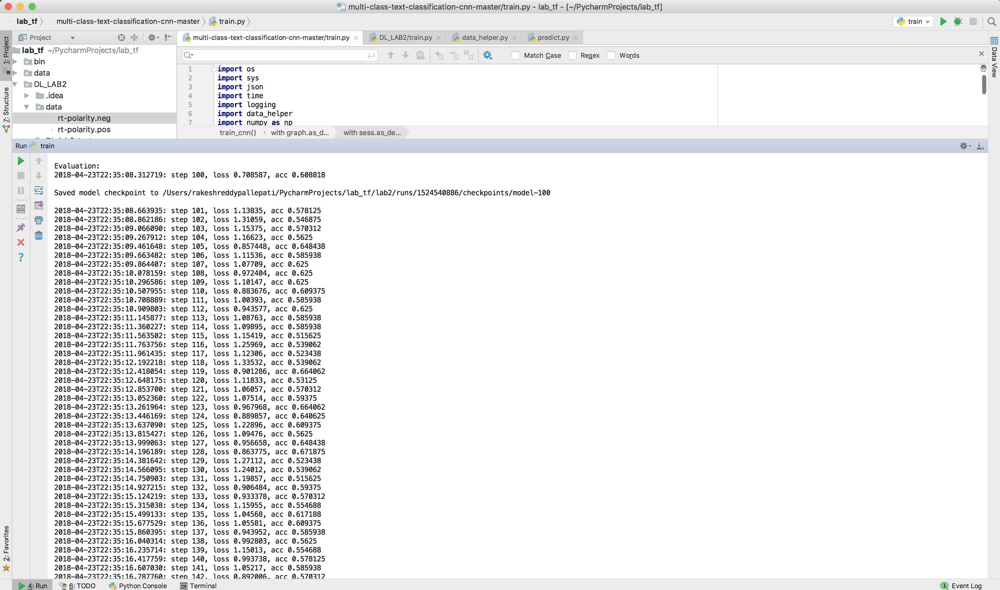 multi-class-text-classification-cnn-master/train.py - lab_tf - [~/PycharmProjects/lab_tf]
lab_tf multi-class-text-classification-cnn-master train.py
train
Project
multi-class-text-classification-cnn-master/train.py DL_LAB2/train.py data_helper.py predict.py
1: Project
Z: Structure
2: Favorites
Data View
lab_tf ~/PycharmProjects/lab_tf
bin
data
DL_LAB2
.idea
data
rt-polarity.neg
rt-polarity.pos
Match Case Regex Words
1 import os
2 import sys
3 import json
4 import time
5 import logging
6 import data_helper
7 import numpy as np
train_cnn() › with graph.as_d... with sess.as_de...
Run train
Evaluation:
2018-04-23T22:35:08.312719: step 100, loss 0.708587, acc 0.608818
Saved model checkpoint to /Users/rakeshreddypallepati/PycharmProjects/lab_tf/lab2/runs/1524540886/checkpoints/model-100
2018-04-23T22:35:08.663935: step 101, loss 1.13835, acc 0.578125
2018-04-23T22:35:08.862186: step 102, loss 1.31059, acc 0.546875
2018-04-23T22:35:09.066090: step 103, loss 1.15375, acc 0.570312
2018-04-23T22:35:09.267912: step 104, loss 1.16623, acc 0.5625
2018-04-23T22:35:09.461648: step 105, loss 0.857448, acc 0.648438
2018-04-23T22:35:09.663482: step 106, loss 1.11536, acc 0.585938
2018-04-23T22:35:09.864407: step 107, loss 1.07709, acc 0.625
2018-04-23T22:35:10.078159: step 108, loss 0.972404, acc 0.625
2018-04-23T22:35:10.296586: step 109, loss 1.10147, acc 0.625
2018-04-23T22:35:10.507955: step 110, loss 0.883676, acc 0.609375
2018-04-23T22:35:10.708889: step 111, loss 1.00393, acc 0.585938
2018-04-23T22:35:10.909803: step 112, loss 0.943577, acc 0.625
2018-04-23T22:35:11.145877: step 113, loss 1.08763, acc 0.585938
2018-04-23T22:35:11.360227: step 114, loss 1.09895, acc 0.585938
2018-04-23T22:35:11.563502: step 115, loss 1.15419, acc 0.515625
2018-04-23T22:35:11.763756: step 116, loss 1.25969, acc 0.539062
2018-04-23T22:35:11.961435: step 117, loss 1.12306, acc 0.523438
2018-04-23T22:35:12.192218: step 118, loss 1.33532, acc 0.539062
2018-04-23T22:35:12.418054: step 119, loss 0.901286, acc 0.664062
2018-04-23T22:35:12.648175: step 120, loss 1.11833, acc 0.53125
2018-04-23T22:35:12.853700: step 121, loss 1.06057, acc 0.570312
2018-04-23T22:35:13.052360: step 122, loss 1.07514, acc 0.59375
2018-04-23T22:35:13.261964: step 123, loss 0.967968, acc 0.664062
2018-04-23T22:35:13.446169: step 124, loss 0.889857, acc 0.640625
2018-04-23T22:35:13.637090: step 125, loss 1.22896, acc 0.609375
2018-04-23T22:35:13.815427: step 126, loss 1.09476, acc 0.5625
2018-04-23T22:35:13.999063: step 127, loss 0.956658, acc 0.648438
2018-04-23T22:35:14.196189: step 128, loss 0.863775, acc 0.671875
2018-04-23T22:35:14.381642: step 129, loss 1.27112, acc 0.523438
2018-04-23T22:35:14.566095: step 130, loss 1.24012, acc 0.539062
2018-04-23T22:35:14.750903: step 131, loss 1.19857, acc 0.515625
2018-04-23T22:35:14.927215: step 132, loss 0.906484, acc 0.59375
2018-04-23T22:35:15.124219: step 133, loss 0.933378, acc 0.570312
2018-04-23T22:35:15.315038: step 134, loss 1.15955, acc 0.554688
2018-04-23T22:35:15.499133: step 135, loss 1.04568, acc 0.617188
2018-04-23T22:35:15.677529: step 136, loss 1.05581, acc 0.609375
2018-04-23T22:35:15.860395: step 137, loss 0.943952, acc 0.585938
2018-04-23T22:35:16.040314: step 138, loss 0.992803, acc 0.5625
2018-04-23T22:35:16.235714: step 139, loss 1.15013, acc 0.554688
2018-04-23T22:35:16.417759: step 140, loss 0.993738, acc 0.578125
2018-04-23T22:35:16.607030: step 141, loss 1.05217, acc 0.585938
2018-04-23T22:35:16.787760: step 142, loss 0.892006, acc 0.570312
4: Run 6: TODO Python Console Terminal 1 Event Log